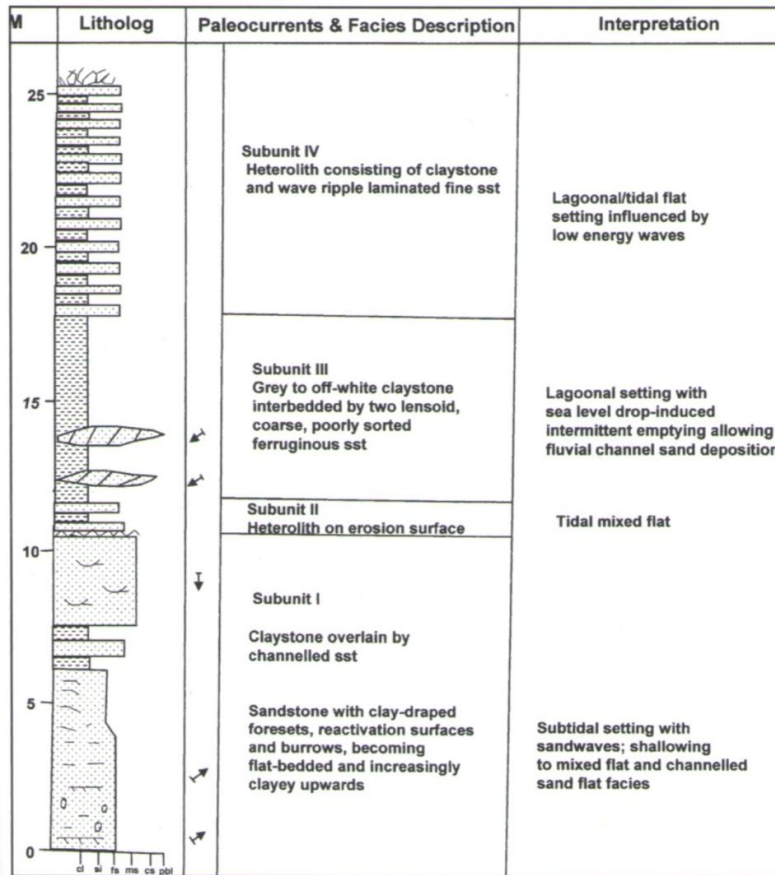 M Litholog Paleocurrents & Facies Description Interpretation
25
Subunit IV
Heterolith consisting of claystone
and wave ripple laminated fine sst
Lagoonal/tidal flat
setting influenced by
low energy waves
20
Subunit III
Grey to off-white claystone
interbedded by two lensoid,
coarse, poorly sorted
ferruginous sst
Lagoonal setting with
sea level drop-induced
intermittent emptying allowing
fluvial channel sand deposition
15
Subunit II
Heterolith on erosion surface
Tidal mixed flat
10
Subunit I
Claystone overlain by
channelled sst
5
Sandstone with clay-draped
foresets, reactivation surfaces
and burrows, becoming
flat-bedded and increasingly
clayey upwards
Subtidal setting with
sandwaves; shallowing
to mixed flat and channelled
sand flat facies
0
cl si fs ms cs pbl